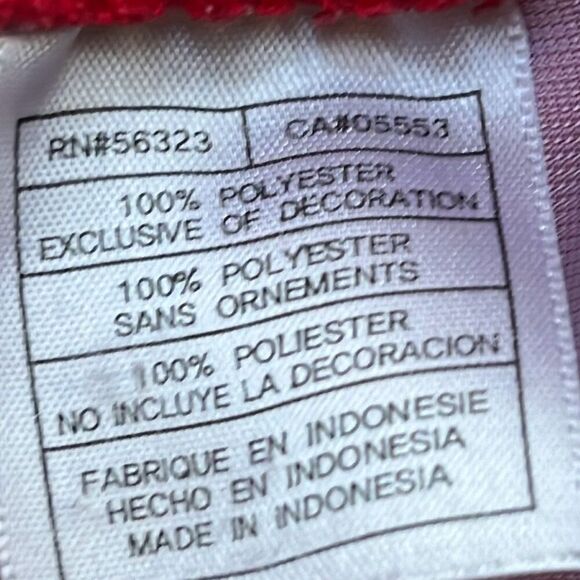 RN#56323 CA#05553
100% POLYESTER
EXCLUSIVE OF DECORATION
100% POLYESTER
SANS ORNEMENTS
100% POLIESTER
NO INCLUYE LA DECORACION
FABRIQUE EN INDONESIE
HECHO EN INDONESIA
MADE IN INDONESIA